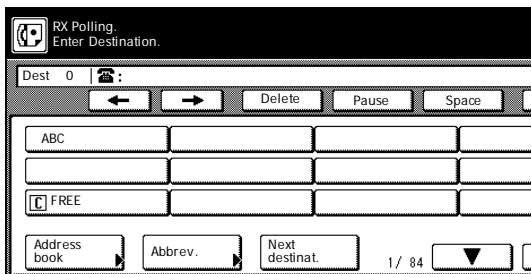 RX Polling.
Enter Destination.
Dest 0 ☎:
Delete Pause Space
ABC
C FREE
Address book
Abbrev.
Next destinat.
1/ 84